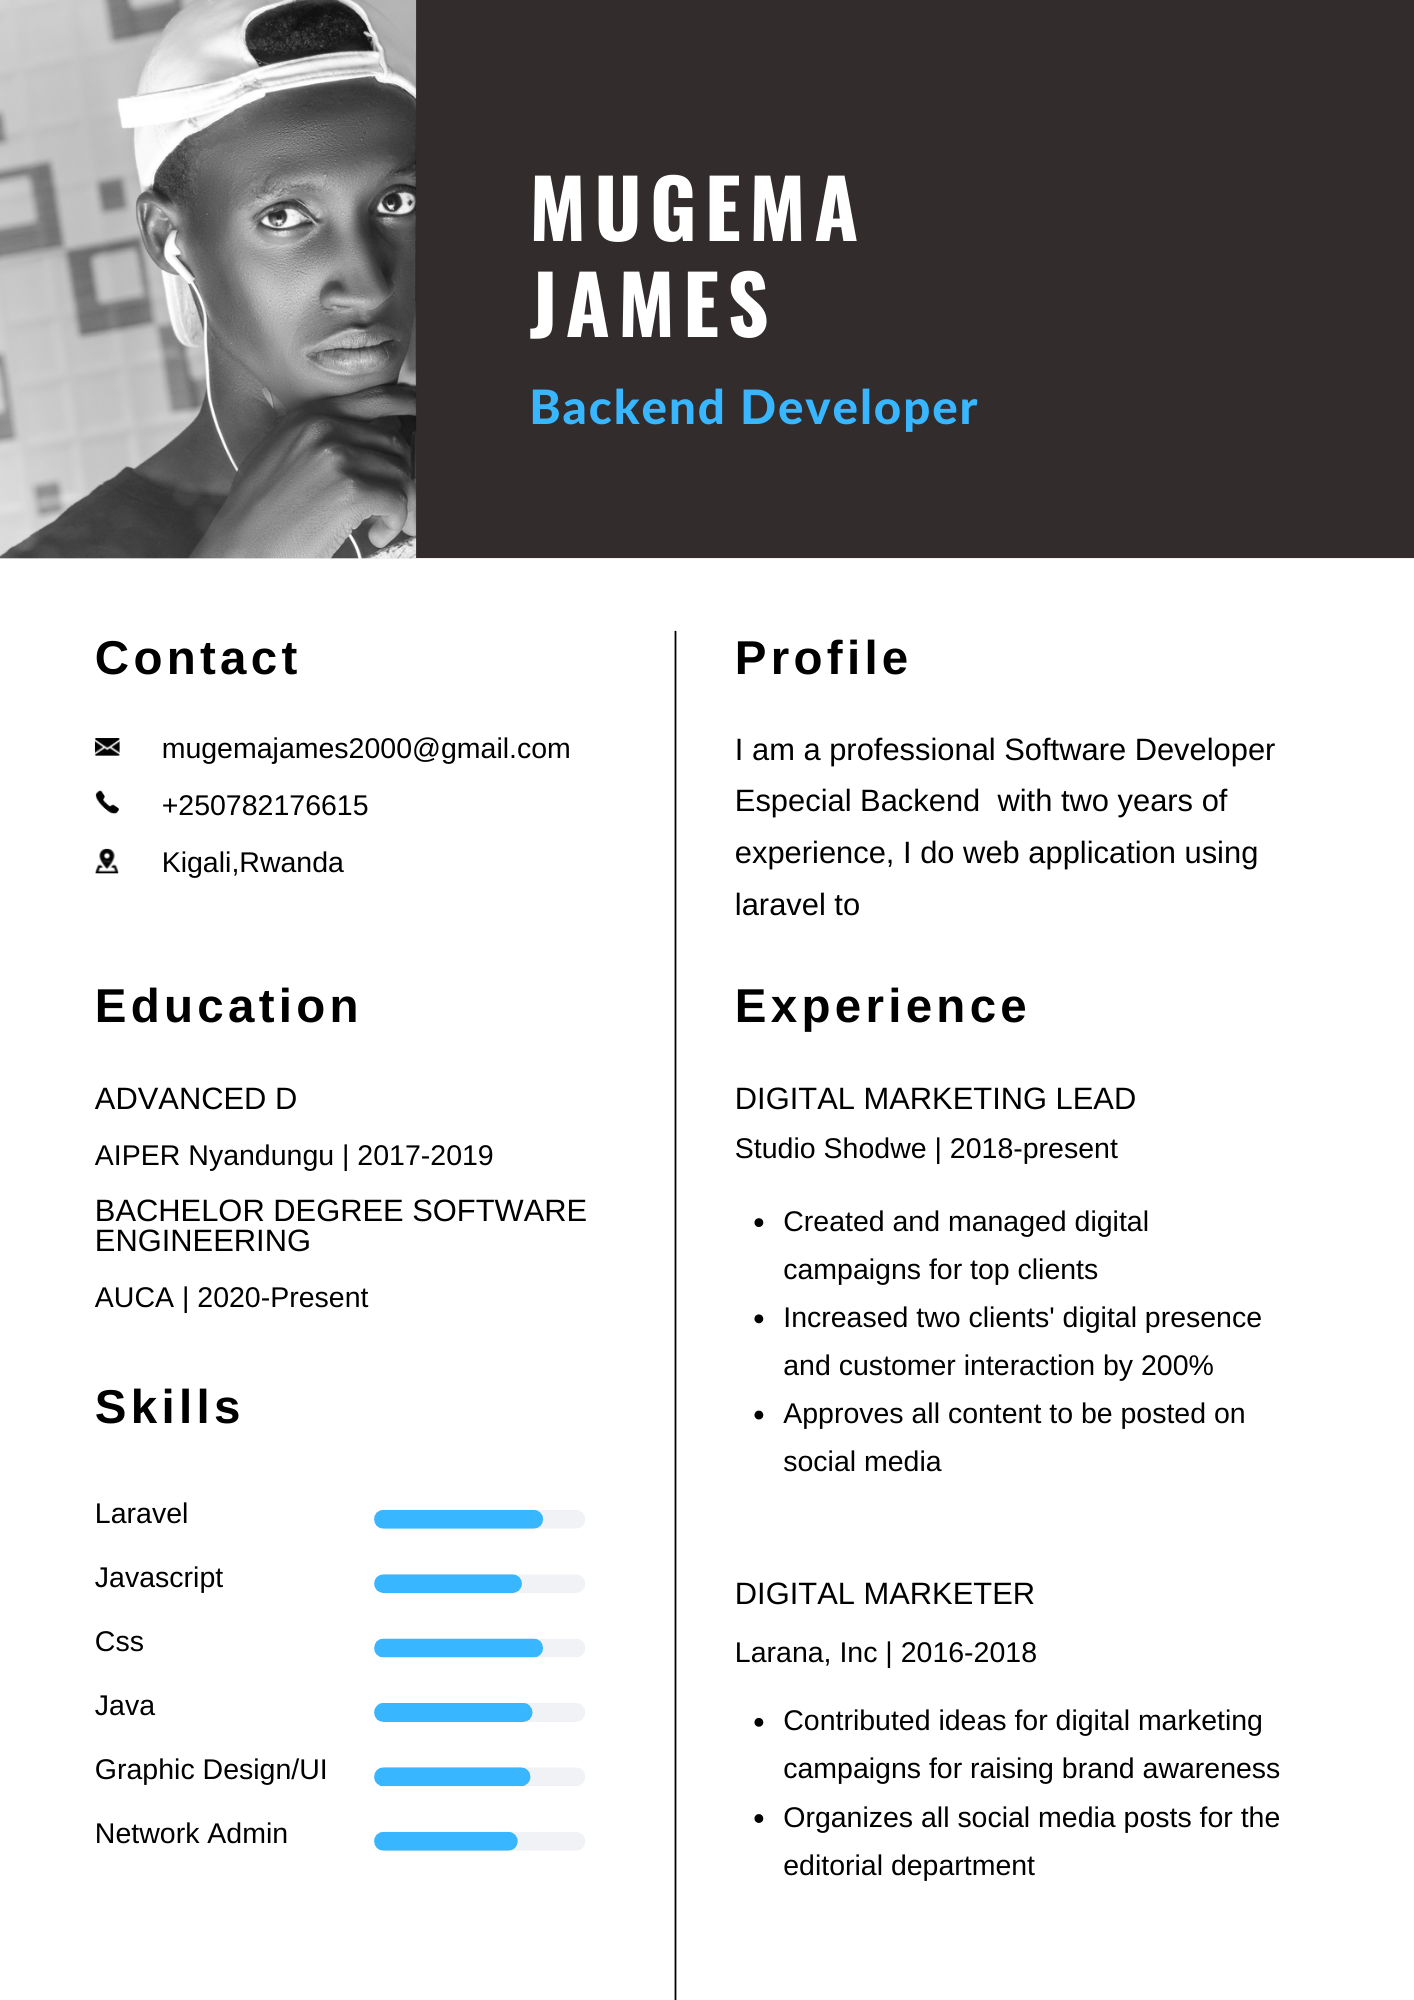 MUGEMA
JAMES
Backend Developer
Contact
mugemajames2000@gmail.com
+250782176615
Kigali,Rwanda
Education
ADVANCED D
AIPER Nyandungu | 2017-2019
BACHELOR DEGREE SOFTWARE
ENGINEERING
AUCA | 2020-Present
Skills
Laravel
Javascript
Css
Java
Graphic Design/UI
Network Admin
Profile
I am a professional Software Developer
Especial Backend  with two years of
experience, I do web application using
laravel to
Experience
DIGITAL MARKETING LEAD
Studio Shodwe | 2018-present
• Created and managed digital
campaigns for top clients
• Increased two clients' digital presence
and customer interaction by 200%
• Approves all content to be posted on
social media
DIGITAL MARKETER
Larana, Inc | 2016-2018
• Contributed ideas for digital marketing
campaigns for raising brand awareness
• Organizes all social media posts for the
editorial department